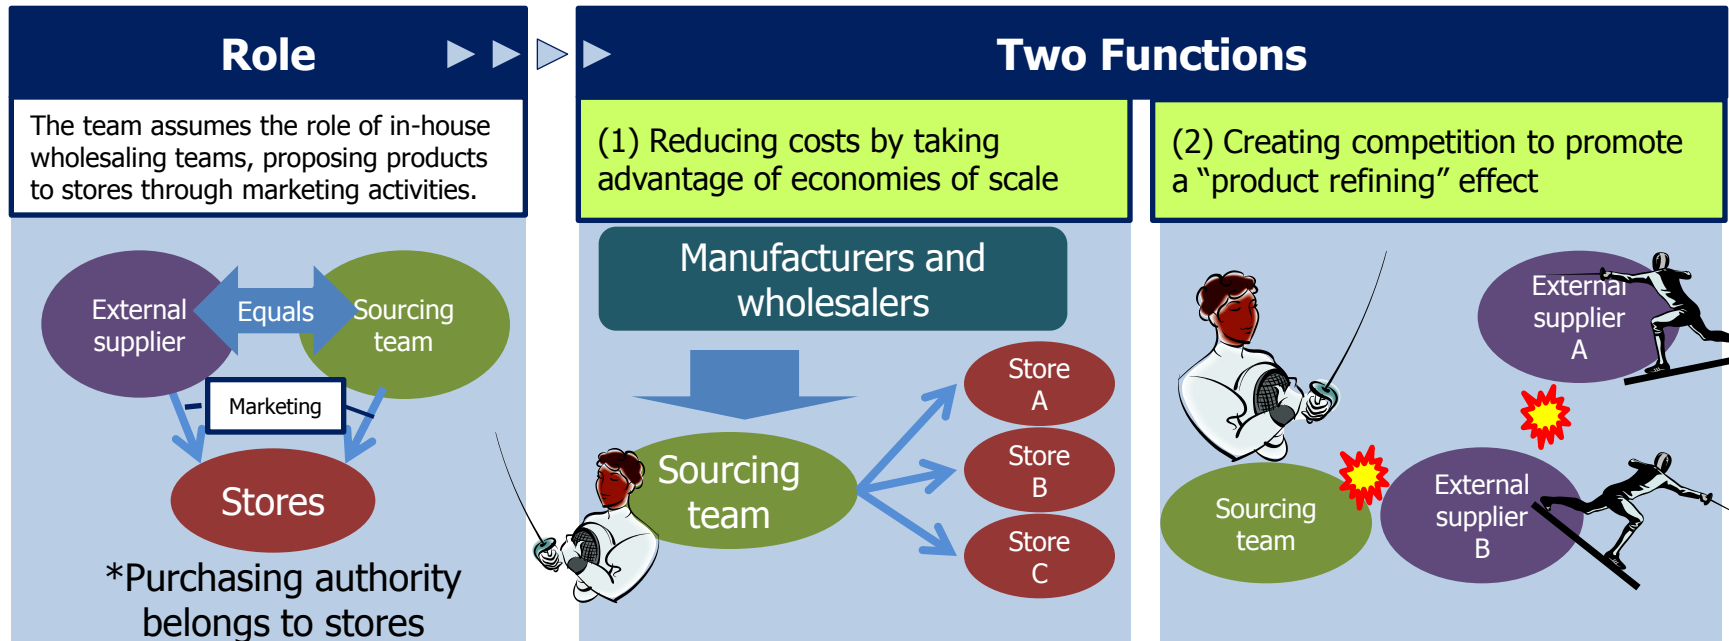 Role
The team assumes the role of in-house
wholesaling teams, proposing products
to stores through marketing activities.
External
supplier
Equals
Sourcing
team
Marketing
Stores
*Purchasing authority
belongs to stores
Two Functions
(1) Reducing costs by taking
advantage of economies of scale
Manufacturers and
wholesalers
Sourcing
team
Store
A
Store
B
Store
C
(2) Creating competition to promote
a “product refining” effect
External
supplier
A
Sourcing
team
External
supplier
B